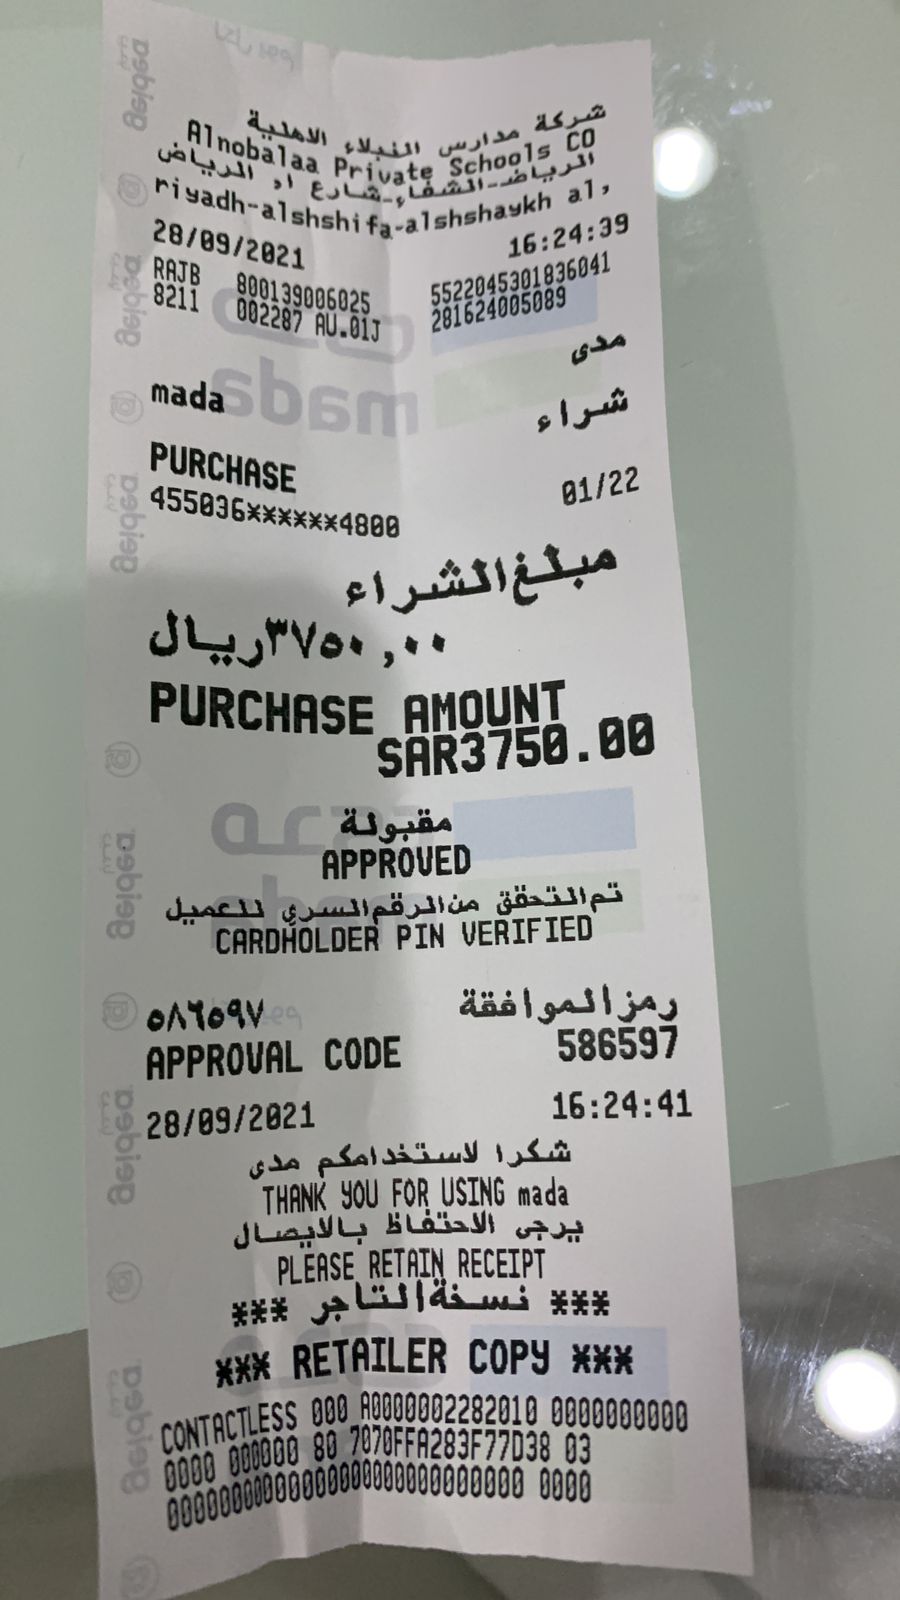 شركة مدارس النبلاء الاهلية
Alnobalaa Private Schools CO
الرياض-الشفاء-شارع ا، الرياض
riyadh-alshshifa-alshshaykh al,
28/09/2021 16:24:39
RAJB 800139006025 5522045301836041
8211 002287 AU.01J 281624005089
مدى
mada
شراء
PURCHASE
455036******4800 01/22
مبلغ الشراء
٣٧٥٠,٠٠ ريال
PURCHASE AMOUNT
SAR3750.00
مقبولة
APPROVED
تم التحقق من الرقم السري للعميل
CARDHOLDER PIN VERIFIED
رمز الموافقة ٥٨٦٥٩٧
APPROVAL CODE 586597
28/09/2021 16:24:41
شكرا لاستخدامكم مدى
THANK YOU FOR USING mada
يرجى الاحتفاظ بالايصال
PLEASE RETAIN RECEIPT
*** نسخة التاجر ***
*** RETAILER COPY ***
CONTACTLESS 000 A0000002282010 0000000000
0000 000000 80 7070FFA283F77D38 03